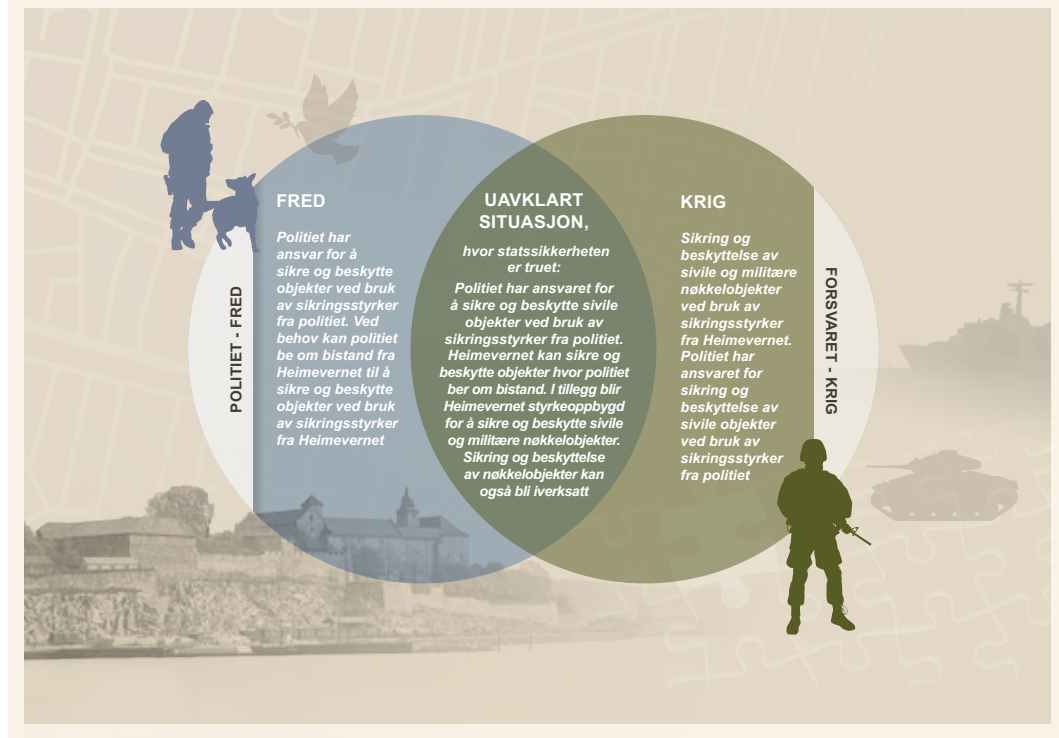 POLITIET - FRED
FRED
Politiet har
ansvar for å
sikre og beskytte
objekter ved bruk
av sikringsstyrker
fra politiet. Ved
behov kan politiet
be om bistand fra
Heimevernet til å
sikre og beskytte
objekter ved bruk
av sikringsstyrker
fra Heimevernet
UAVKLART
SITUASJON,
hvor statssikkerheten
er truet:
Politiet har ansvaret for
å sikre og beskytte sivile
objekter ved bruk av
sikringsstyrker fra politiet.
Heimevernet kan sikre og
beskytte objekter hvor politiet
ber om bistand. I tillegg blir
Heimevernet styrkeoppbygd
for å sikre og beskytte sivile
og militære nøkkelobjekter.
Sikring og beskyttelse
av nøkkelobjekter kan
også bli iverksatt
KRIG
Sikring og
beskyttelse av
sivile og militære
nøkkelobjekter
ved bruk av
sikringsstyrker
fra Heimevernet.
Politiet har
ansvaret for
sikring og
beskyttelse av
sivile objekter
ved bruk av
sikringsstyrker
fra politiet
FORSVARET - KRIG